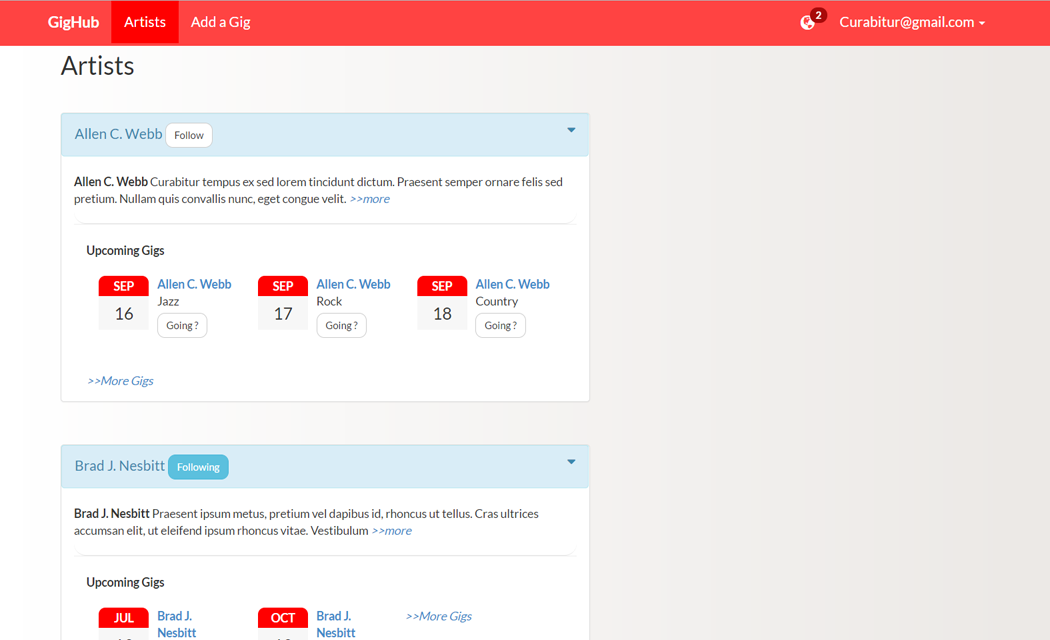 GigHub Artists Add a Gig 2 Curabitur@gmail.com
Artists
Allen C. Webb Follow
Allen C. Webb Curabitur tempus ex sed lorem tincidunt dictum. Praesent semper ornare felis sed
pretium. Nullam quis convallis nunc, eget congue velit. >>more
Upcoming Gigs
SEP Allen C. Webb SEP Allen C. Webb SEP Allen C. Webb
Jazz Rock Country
16 Going ? 17 Going ? 18 Going ?
>>More Gigs
Brad J. Nesbitt Following
Brad J. Nesbitt Praesent ipsum metus, pretium vel dapibus id, rhoncus ut tellus. Cras ultrices
accumsan elit, ut eleifend ipsum rhoncus vitae. Vestibulum >>more
Upcoming Gigs
JUL Brad J. OCT Brad J. >>More Gigs
Nesbitt Nesbitt